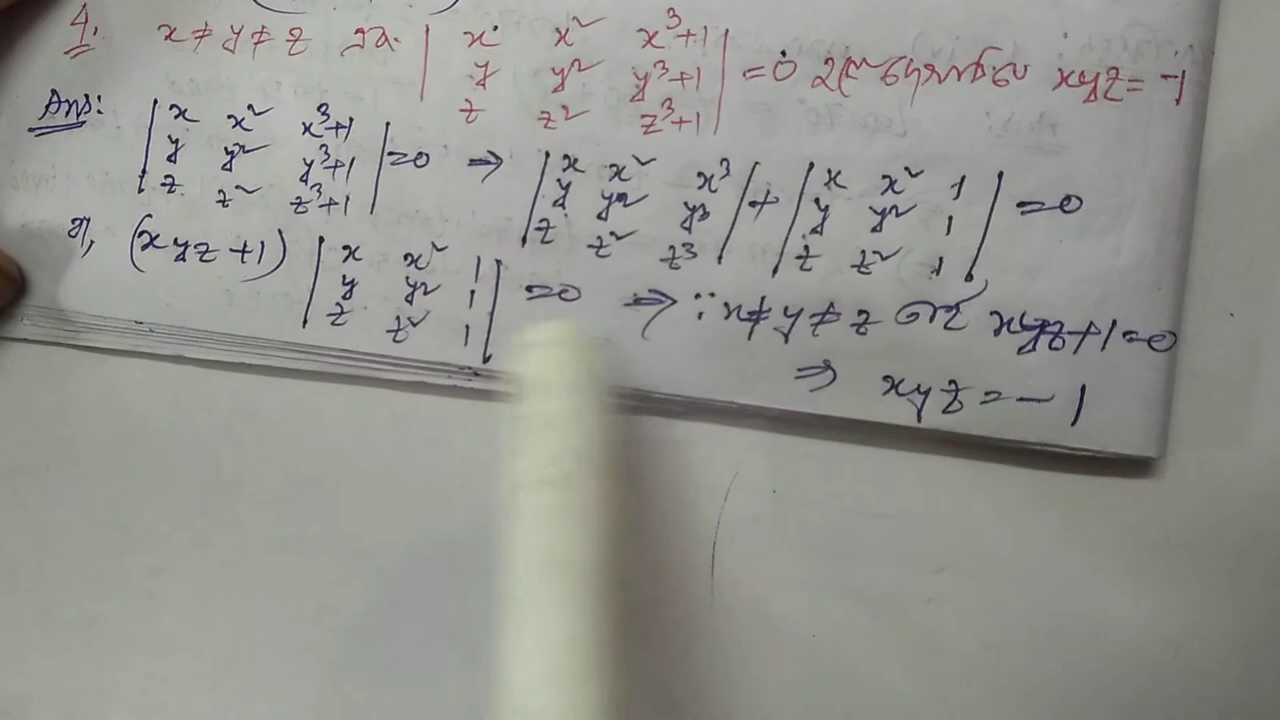 4. x ≠ y ≠ z এবং | x x² x³+1 | = 0 হলে দেখাও যে xyz = -1
| y y² y³+1 |
| z z² z³+1 |
Ans: | x x² x³+1 | = 0 ⇒ | x x² x³ | + | x x² 1 | = 0
| y y² y³+1 | | y y² y³ | | y y² 1 |
| z z² z³+1 | | z z² z³ | | z z² 1 |
বা, (xyz+1) | x x² 1 | = 0 ⇒ ∵ x ≠ y ≠ z xyz+1=0
| y y² 1 |
| z z² 1 |
⇒ xyz = -1